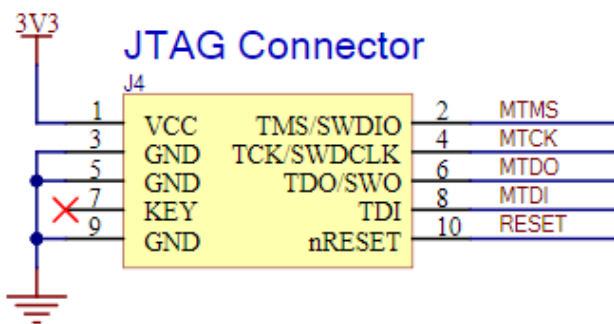 3V3
JTAG Connector
J4
1 VCC TMS/SWDIO 2 MTMS
3 GND TCK/SWDCLK 4 MTCK
5 GND TDO/SWO 6 MTDO
7 KEY TDI 8 MTDI
9 GND nRESET 10 RESET